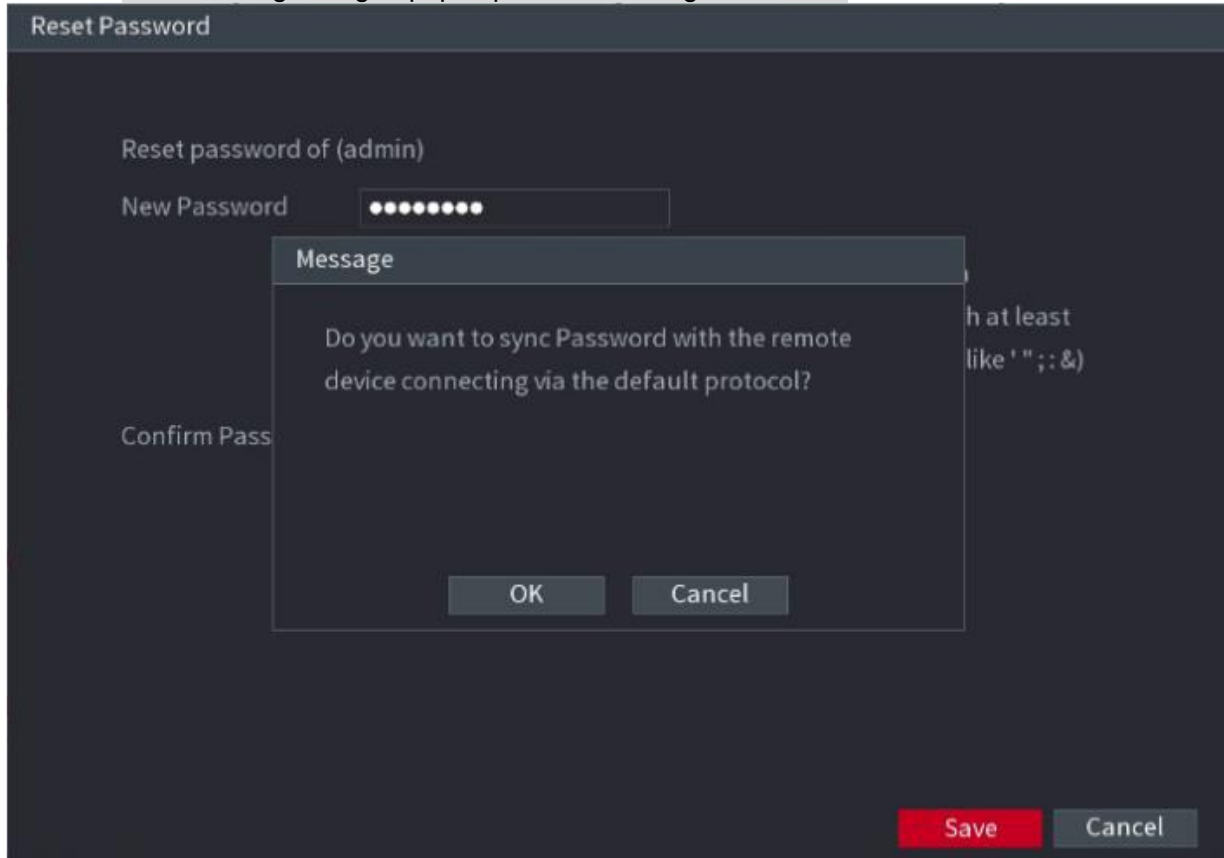 Reset Password
Reset password of (admin)
New Password ●●●●●●●●
Message
Do you want to sync Password with the remote
device connecting via the default protocol?
h at least
like ' " ; : &)
Confirm Pass
OK Cancel
Save Cancel